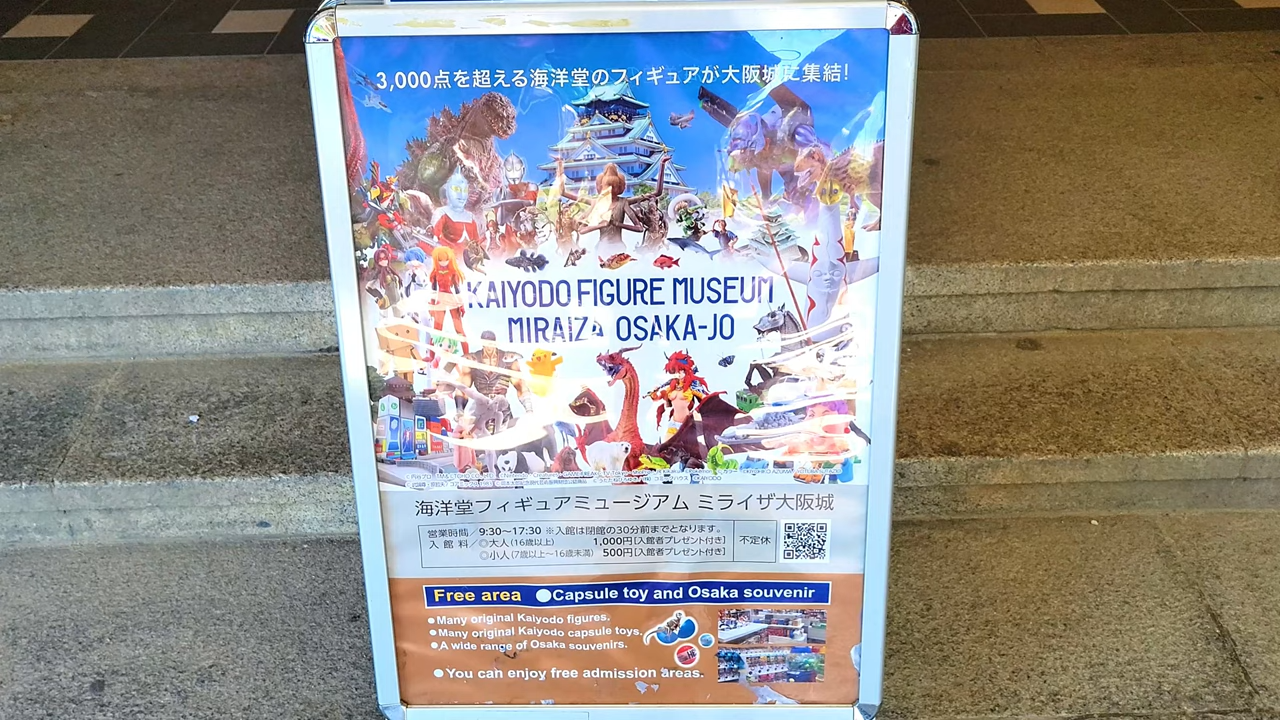 3,000点を超える海洋堂のフィギュアが大阪城に集結!
KAIYODO FIGURE MUSEUM
MIRAIZA OSAKA-JO
海洋堂フィギュアミュージアム ミライザ大阪城
営業時間/9:30〜17:30 ※入館は閉館の30分前までとなります。
入館料/◎大人(16歳以上) 1,000円[入館者プレゼント付き]
◎小人(7歳以上〜16歳未満) 500円[入館者プレゼント付き]
不定休
Free area ●Capsule toy and Osaka souvenir
●Many original Kaiyodo figures.
●Many original Kaiyodo capsule toys.
●A wide range of Osaka souvenirs.
●You can enjoy free admission areas.